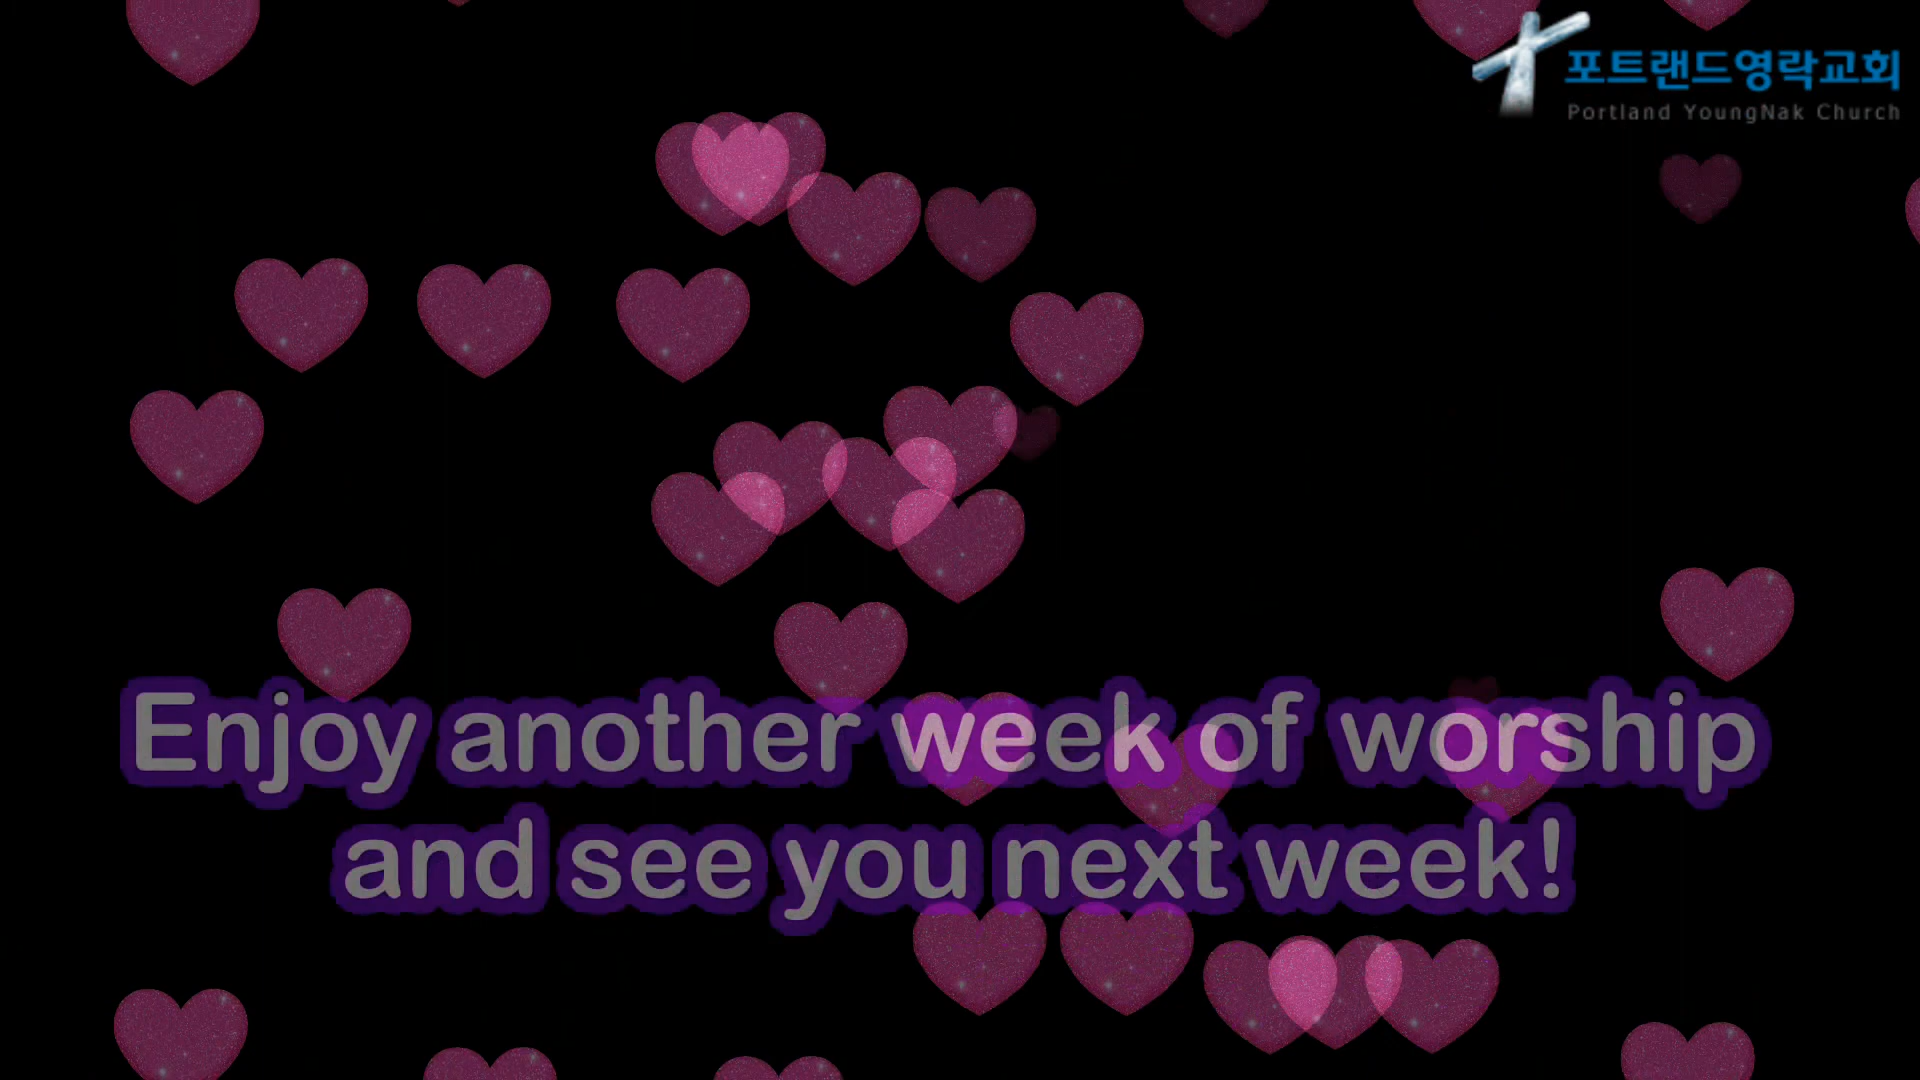 포트랜드영락교회
Portland YoungNak Church
Enjoy another week of worship
and see you next week!